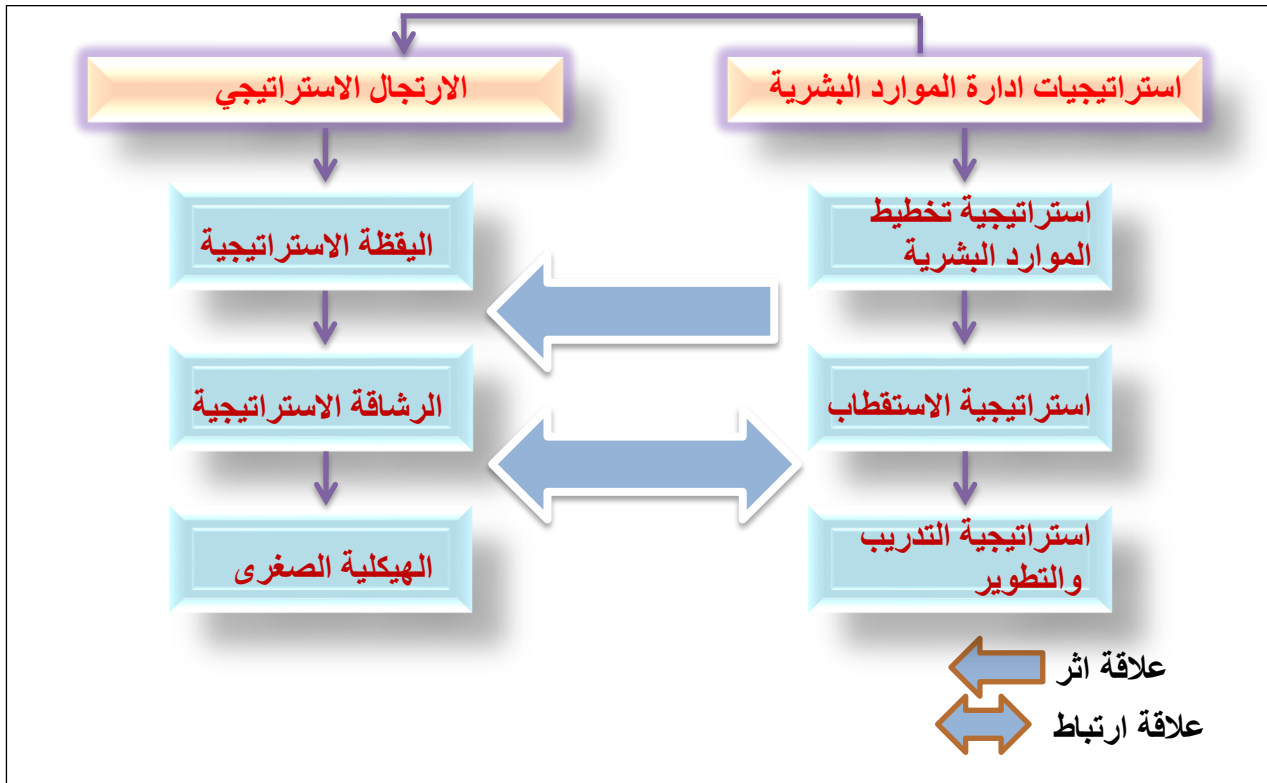 استراتيجيات ادارة الموارد البشرية
الارتجال الاستراتيجي
استراتيجية تخطيط
الموارد البشرية
اليقظة الاستراتيجية
استراتيجية الاستقطاب
الرشاقة الاستراتيجية
استراتيجية التدريب
والتطوير
الهيكلية الصغرى
علاقة اثر
علاقة ارتباط